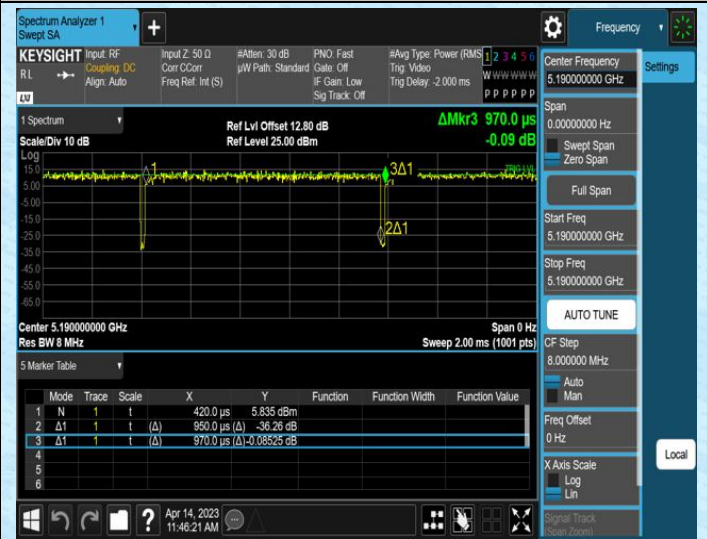 Spectrum Analyzer 1
Swept SA
+
Frequency
KEYSIGHT
Input: RF
Input Z: 50 Ω
#Atten: 30 dB
PNO: Fast
#Avg Type: Power (RMS
1 2 3 4 5 6
RL
Coupling: DC
Corr CCorr
µW Path: Standard
Gate: Off
Trig: Video
W W W W W W
Align: Auto
Freq Ref: Int (S)
IF Gain: Low
Trig Delay: -2.000 ms
P P P P P P
Sig Track: Off
LXI
Center Frequency
5.190000000 GHz
Settings
Span
0.00000000 Hz
Swept Span
Zero Span
Full Span
Start Freq
5.190000000 GHz
Stop Freq
5.190000000 GHz
AUTO TUNE
CF Step
8.000000 MHz
Auto
Man
Freq Offset
0 Hz
X Axis Scale
Log
Lin
Signal Track
(Span Zoom)
Local
1 Spectrum
Ref Lvl Offset 12.80 dB
ΔMkr3 970.0 µs
Scale/Div 10 dB
Ref Level 25.00 dBm
-0.09 dB
Log
15.0
5.00
-5.00
-15.0
-25.0
-35.0
-45.0
-55.0
-65.0
1
3Δ1
TRIG LVL
2Δ1
Center 5.190000000 GHz
Span 0 Hz
Res BW 8 MHz
Sweep 2.00 ms (1001 pts)
5 Marker Table
Mode Trace Scale X Y Function Function Width Function Value
1 N 1 t 420.0 µs 5.835 dBm
2 Δ1 1 t (Δ) 950.0 µs (Δ) -36.26 dB
3 Δ1 1 t (Δ) 970.0 µs (Δ) -0.08525 dB
4
5
6
?
Apr 14, 2023
11:46:21 AM